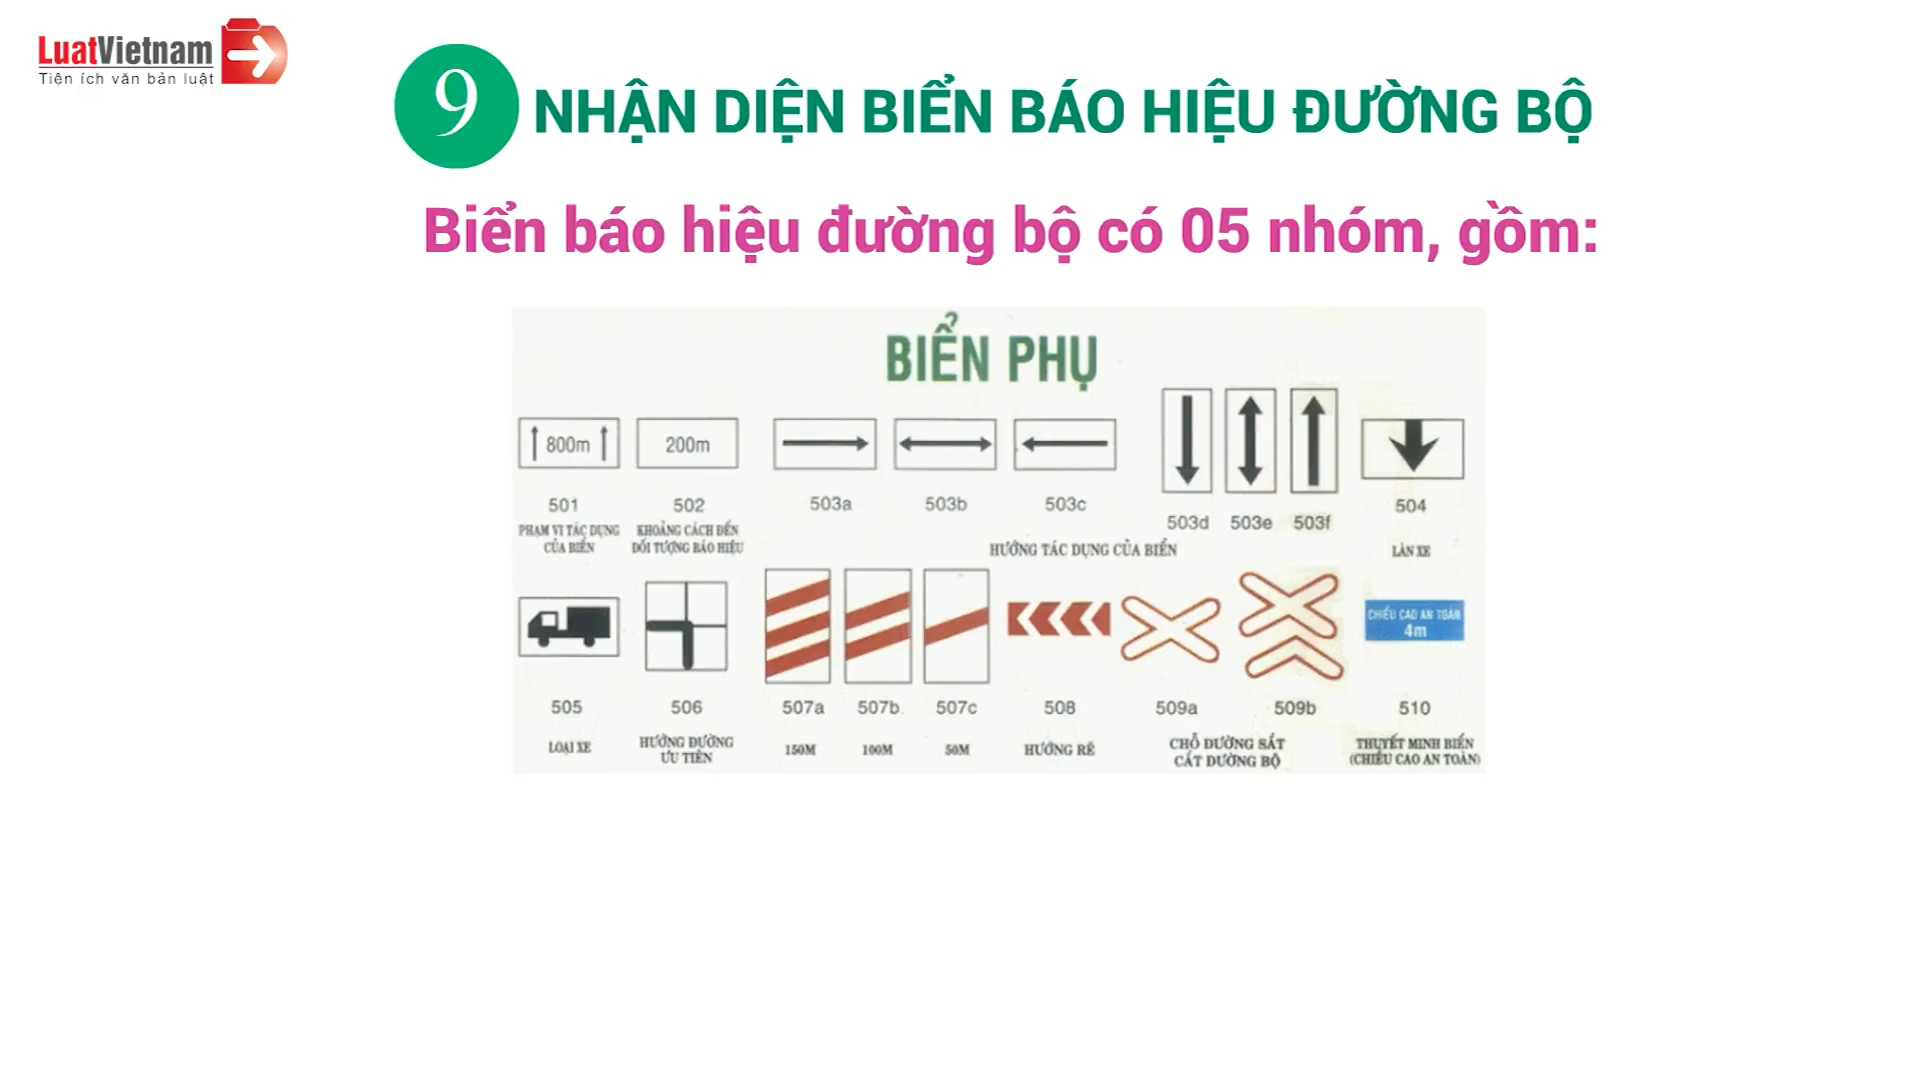 LuatVietnam
Tiện ích văn bản luật
9 NHẬN DIỆN BIỂN BÁO HIỆU ĐƯỜNG BỘ
Biển báo hiệu đường bộ có 05 nhóm, gồm:
BIỂN PHỤ
800m
200m
501
502
503a
503b
503c
503d
503e
503f
504
PHẠM VI TÁC DỤNG
CỦA BIỂN
KHOẢNG CÁCH ĐẾN
ĐỐI TƯỢNG BÁO HIỆU
HƯỚNG TÁC DỤNG CỦA BIỂN
LÀN XE
CHIỀU CAO AN TOÀN
4m
505
506
507a
507b
507c
508
509a
509b
510
LOẠI XE
HƯỚNG ĐƯỜNG
ƯU TIÊN
150M
100M
50M
HƯỚNG RẼ
CHỖ ĐƯỜNG SẮT
CẮT ĐƯỜNG BỘ
THUYẾT MINH BIỂN
(CHIỀU CAO AN TOÀN)